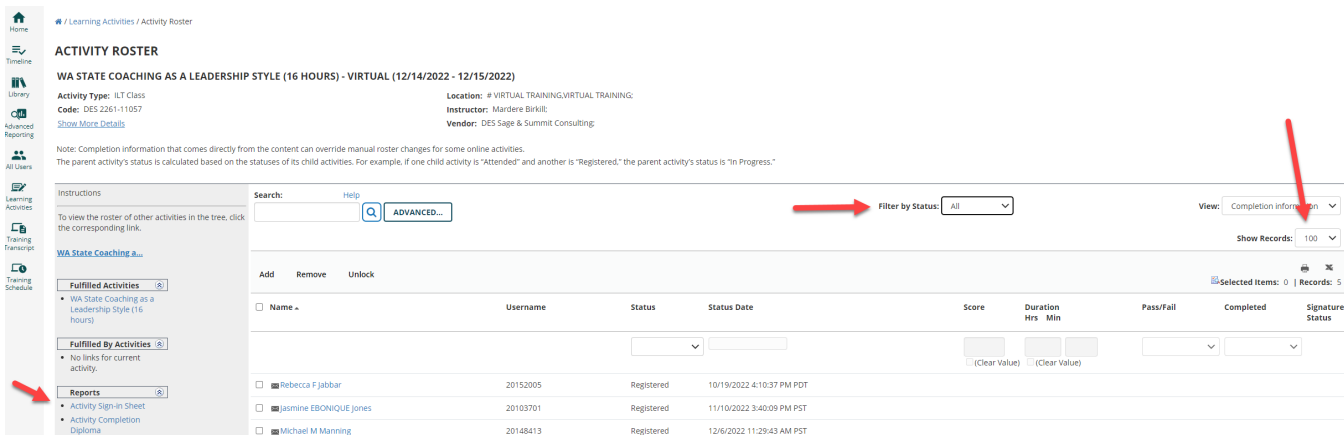 Home
Timeline
Library
Advanced
Reporting
All Users
Learning
Activities
Training
Transcript
Training
Schedule
/ Learning Activities / Activity Roster
ACTIVITY ROSTER
WA STATE COACHING AS A LEADERSHIP STYLE (16 HOURS) - VIRTUAL (12/14/2022 - 12/15/2022)
Activity Type: ILT Class
Location: # VIRTUAL TRAINING,VIRTUAL TRAINING;
Code: DES 2261-11057
Instructor: Mardere Birkill;
Show More Details
Vendor: DES Sage & Summit Consulting;
Note: Completion information that comes directly from the content can override manual roster changes for some online activities.
The parent activity's status is calculated based on the statuses of its child activities. For example, if one child activity is "Attended" and another is "Registered," the parent activity's status is "In Progress."
Instructions
To view the roster of other activities in the tree, click
the corresponding link.
WA State Coaching a...
Fulfilled Activities
WA State Coaching as a
Leadership Style (16
hours)
Fulfilled By Activities
No links for current
activity.
Reports
Activity Sign-in Sheet
Activity Completion
Diploma
Search: Help
ADVANCED...
Filter by Status: All
View: Completion information
Show Records: 100
Add Remove Unlock
Selected Items: 0 | Records: 5
Name Username Status Status Date Score Duration Pass/Fail Completed Signature
Hrs Min Status
(Clear Value) (Clear Value)
Rebecca F Jabbar 20152005 Registered 10/19/2022 4:10:37 PM PDT
Jasmine EBONIQUE Jones 20103701 Registered 11/10/2022 3:40:09 PM PST
Michael M Manning 20148413 Registered 12/6/2022 11:29:43 AM PST